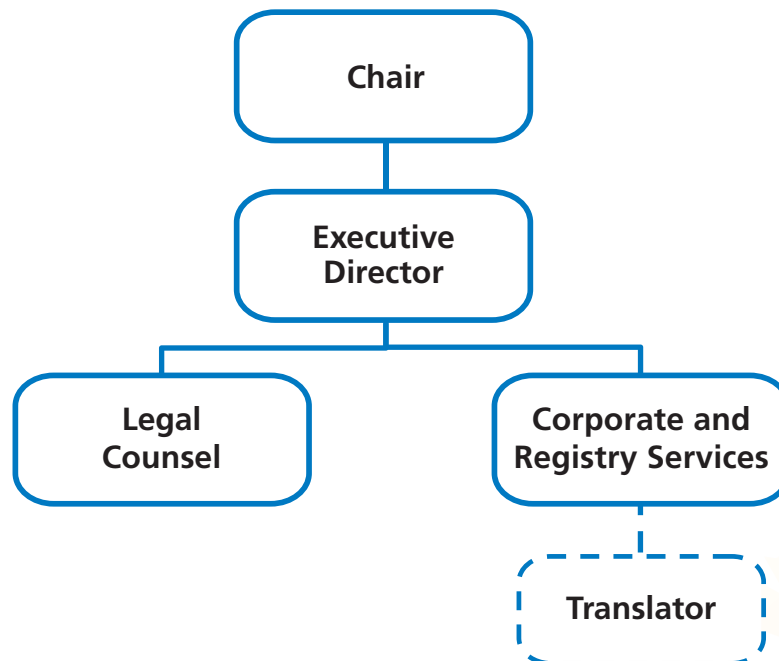 Chair
Executive
Director
Legal
Counsel
Corporate and
Registry Services
Translator